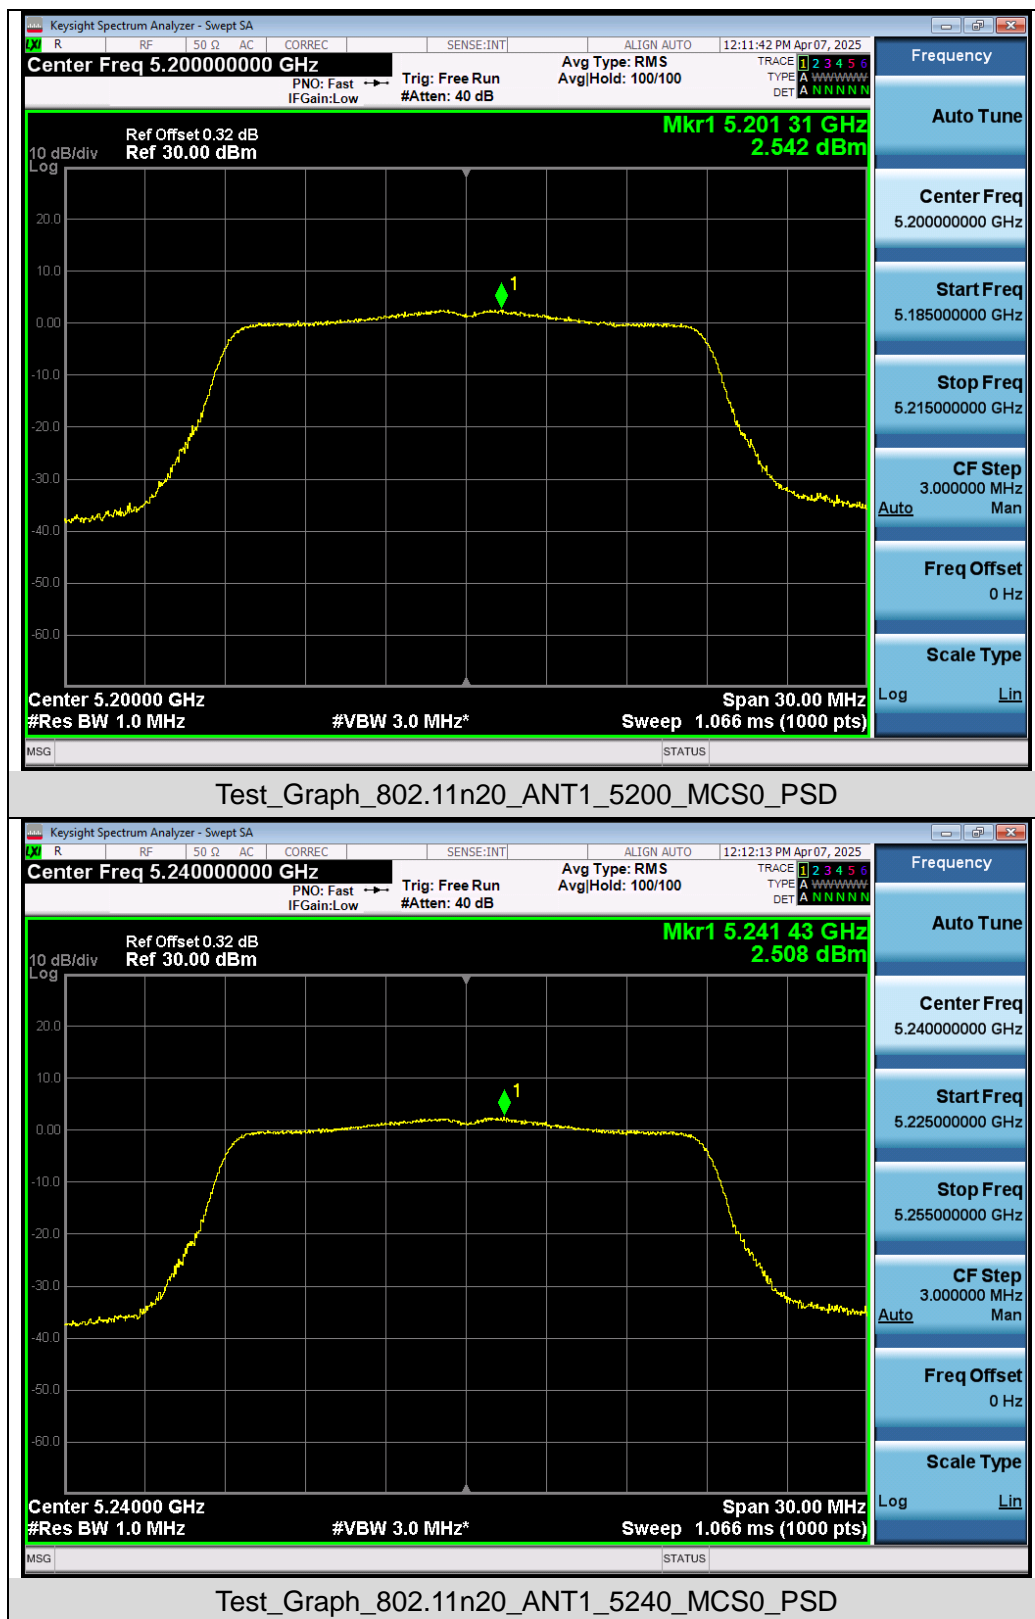 Keysight Spectrum Analyzer - Swept SA
LXI R RF 50 Ω AC CORREC SENSE:INT ALIGN AUTO 12:11:42 PM Apr 07, 2025
Center Freq 5.200000000 GHz
PNO: Fast
IFGain:Low
Trig: Free Run
#Atten: 40 dB
Avg Type: RMS
Avg|Hold: 100/100
TRACE 1 2 3 4 5 6
TYPE A WWWWW
DET A N N N N N
Frequency
Mkr1 5.201 31 GHz
2.542 dBm
Ref Offset 0.32 dB
10 dB/div Ref 30.00 dBm
Log
20.0
10.0
0.00
-10.0
-20.0
-30.0
-40.0
-50.0
-60.0
1
Center 5.20000 GHz Span 30.00 MHz
#Res BW 1.0 MHz #VBW 3.0 MHz* Sweep 1.066 ms (1000 pts)
MSG STATUS
Auto Tune
Center Freq
5.200000000 GHz
Start Freq
5.185000000 GHz
Stop Freq
5.215000000 GHz
CF Step
3.000000 MHz
Auto Man
Freq Offset
0 Hz
Scale Type
Log Lin
Test_Graph_802.11n20_ANT1_5200_MCS0_PSD
Keysight Spectrum Analyzer - Swept SA
LXI R RF 50 Ω AC CORREC SENSE:INT ALIGN AUTO 12:12:13 PM Apr 07, 2025
Center Freq 5.240000000 GHz
PNO: Fast
IFGain:Low
Trig: Free Run
#Atten: 40 dB
Avg Type: RMS
Avg|Hold: 100/100
TRACE 1 2 3 4 5 6
TYPE A WWWWW
DET A N N N N N
Frequency
Mkr1 5.241 43 GHz
2.508 dBm
Ref Offset 0.32 dB
10 dB/div Ref 30.00 dBm
Log
20.0
10.0
0.00
-10.0
-20.0
-30.0
-40.0
-50.0
-60.0
1
Center 5.24000 GHz Span 30.00 MHz
#Res BW 1.0 MHz #VBW 3.0 MHz* Sweep 1.066 ms (1000 pts)
MSG STATUS
Auto Tune
Center Freq
5.240000000 GHz
Start Freq
5.225000000 GHz
Stop Freq
5.255000000 GHz
CF Step
3.000000 MHz
Auto Man
Freq Offset
0 Hz
Scale Type
Log Lin
Test_Graph_802.11n20_ANT1_5240_MCS0_PSD